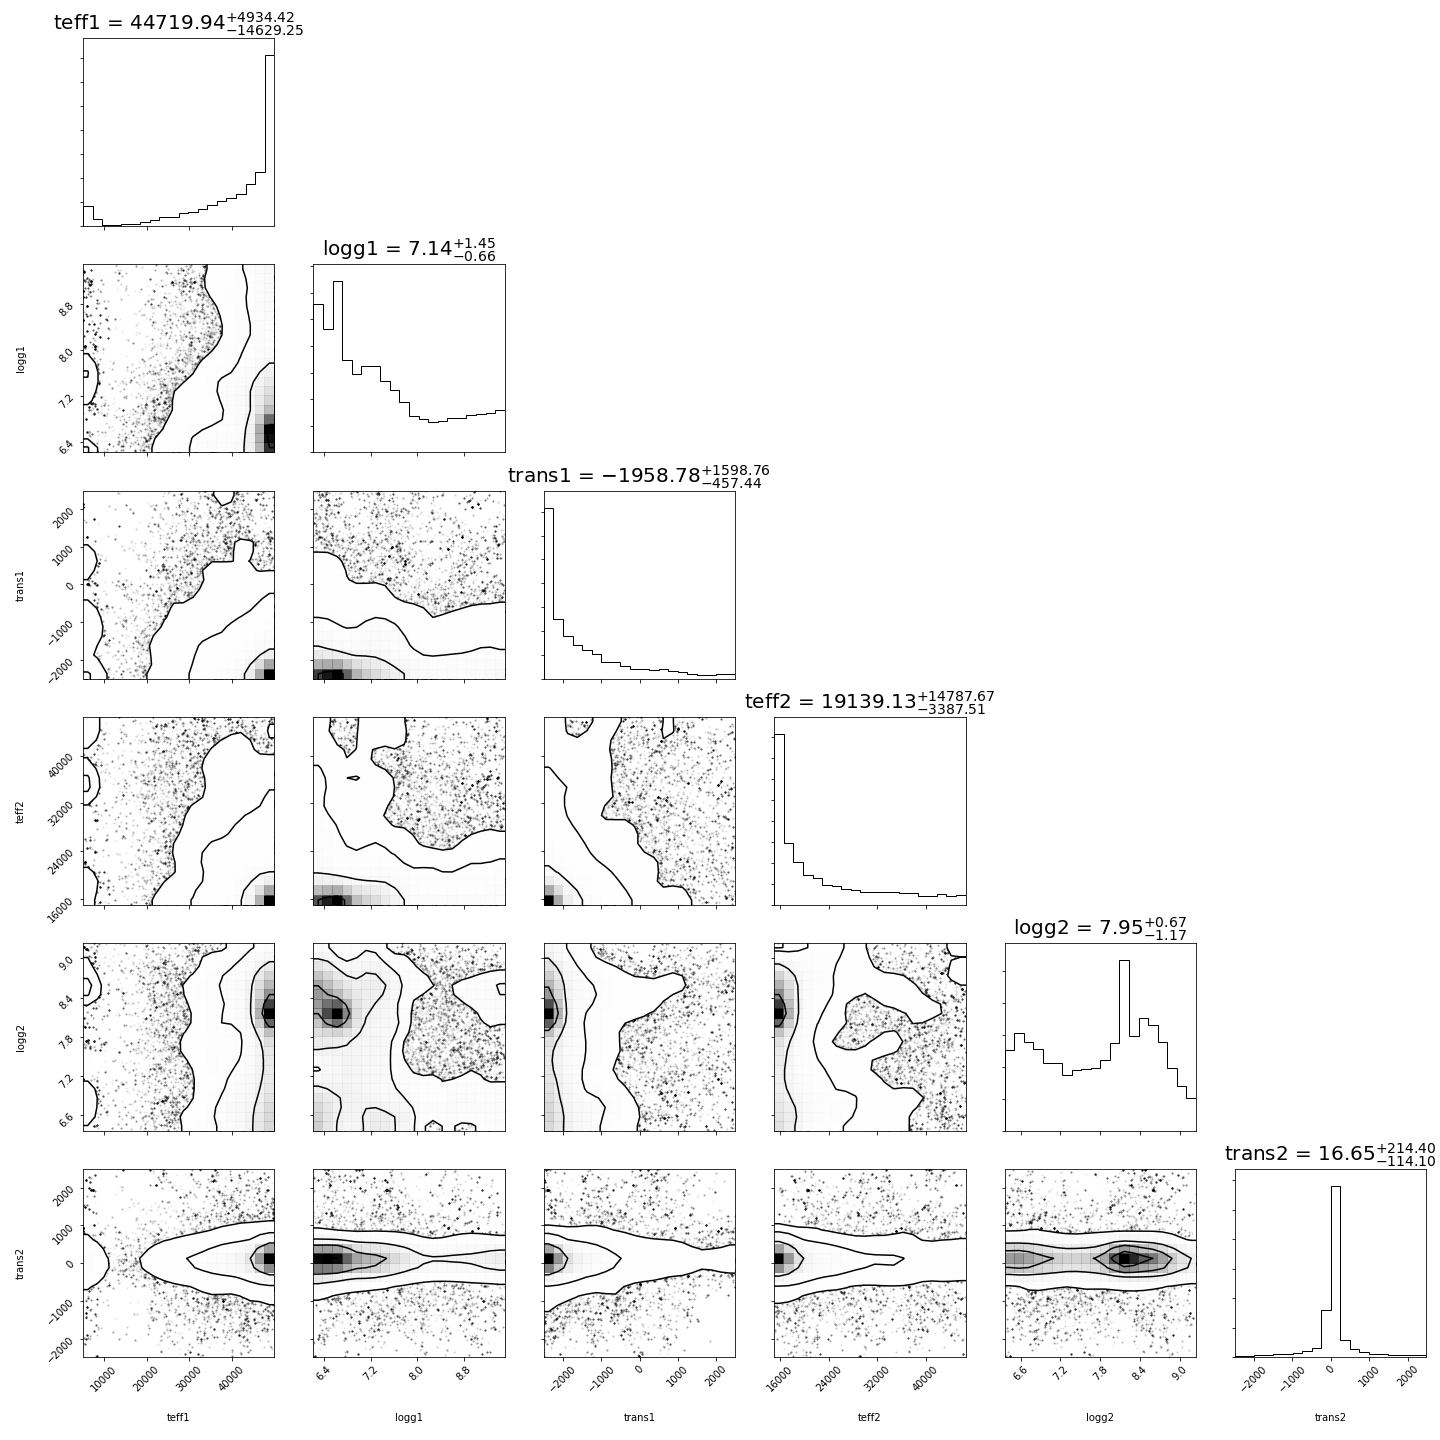 teff1 = 44719.94+4934.42 −14629.25
logg1 = 7.14+1.45 −0.66
8.8
8.0
7.2
6.4
logg1
trans1 = −1958.78+1598.76 −457.44
2000
1000
0
−1000
−2000
trans1
teff2 = 19139.13+14787.67 −3387.51
40000
32000
24000
16000
teff2
logg2 = 7.95+0.67 −1.17
9.0
8.4
7.8
7.2
6.6
logg2
trans2 = 16.65+214.40 −114.10
2000
1000
0
−1000
−2000
trans2
10000 20000 30000 40000
6.4 7.2 8.0 8.8
−2000 −1000 0 1000 2000
16000 24000 32000 40000
6.6 7.2 7.8 8.4 9.0
−2000 −1000 0 1000 2000
teff1 logg1 trans1 teff2 logg2 trans2